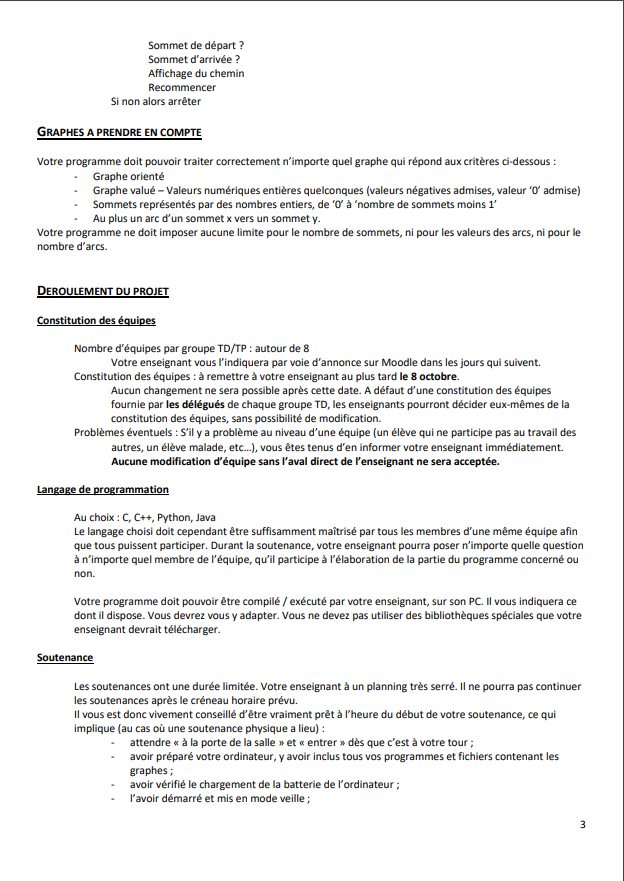 Sommet de départ ?
Sommet d'arrivée ?
Affichage du chemin
Recommencer
Si non alors arrêter
GRAPHES A PRENDRE EN COMPTE
Votre programme doit pouvoir traiter correctement n'importe quel graphe qui répond aux critères ci-dessous :
- Graphe orienté
- Graphe valué – Valeurs numériques entières quelconques (valeurs négatives admises, valeur '0' admise)
- Sommets représentés par des nombres entiers, de '0' à 'nombre de sommets moins 1'
- Au plus un arc d'un sommet x vers un sommet y.
Votre programme ne doit imposer aucune limite pour le nombre de sommets, ni pour les valeurs des arcs, ni pour le
nombre d'arcs.
DEROULEMENT DU PROJET
Constitution des équipes
Nombre d'équipes par groupe TD/TP : autour de 8
Votre enseignant vous l'indiquera par voie d'annonce sur Moodle dans les jours qui suivent.
Constitution des équipes : à remettre à votre enseignant au plus tard le 8 octobre.
Aucun changement ne sera possible après cette date. A défaut d'une constitution des équipes
fournie par les délégués de chaque groupe TD, les enseignants pourront décider eux-mêmes de la
constitution des équipes, sans possibilité de modification.
Problèmes éventuels : S'il y a problème au niveau d'une équipe (un élève qui ne participe pas au travail des
autres, un élève malade, etc…), vous êtes tenus d'en informer votre enseignant immédiatement.
Aucune modification d'équipe sans l'aval direct de l'enseignant ne sera acceptée.
Langage de programmation
Au choix : C, C++, Python, Java
Le langage choisi doit cependant être suffisamment maîtrisé par tous les membres d'une même équipe afin
que tous puissent participer. Durant la soutenance, votre enseignant pourra poser n'importe quelle question
à n'importe quel membre de l'équipe, qu'il participe à l'élaboration de la partie du programme concerné ou
non.
Votre programme doit pouvoir être compilé / exécuté par votre enseignant, sur son PC. Il vous indiquera ce
dont il dispose. Vous devrez vous y adapter. Vous ne devez pas utiliser des bibliothèques spéciales que votre
enseignant devrait télécharger.
Soutenance
Les soutenances ont une durée limitée. Votre enseignant à un planning très serré. Il ne pourra pas continuer
les soutenances après le créneau horaire prévu.
Il vous est donc vivement conseillé d'être vraiment prêt à l'heure du début de votre soutenance, ce qui
implique (au cas où une soutenance physique a lieu) :
- attendre « à la porte de la salle » et « entrer » dès que c'est à votre tour ;
- avoir préparé votre ordinateur, y avoir inclus tous vos programmes et fichiers contenant les
graphes ;
- avoir vérifié le chargement de la batterie de l'ordinateur ;
- l'avoir démarré et mis en mode veille ;
3